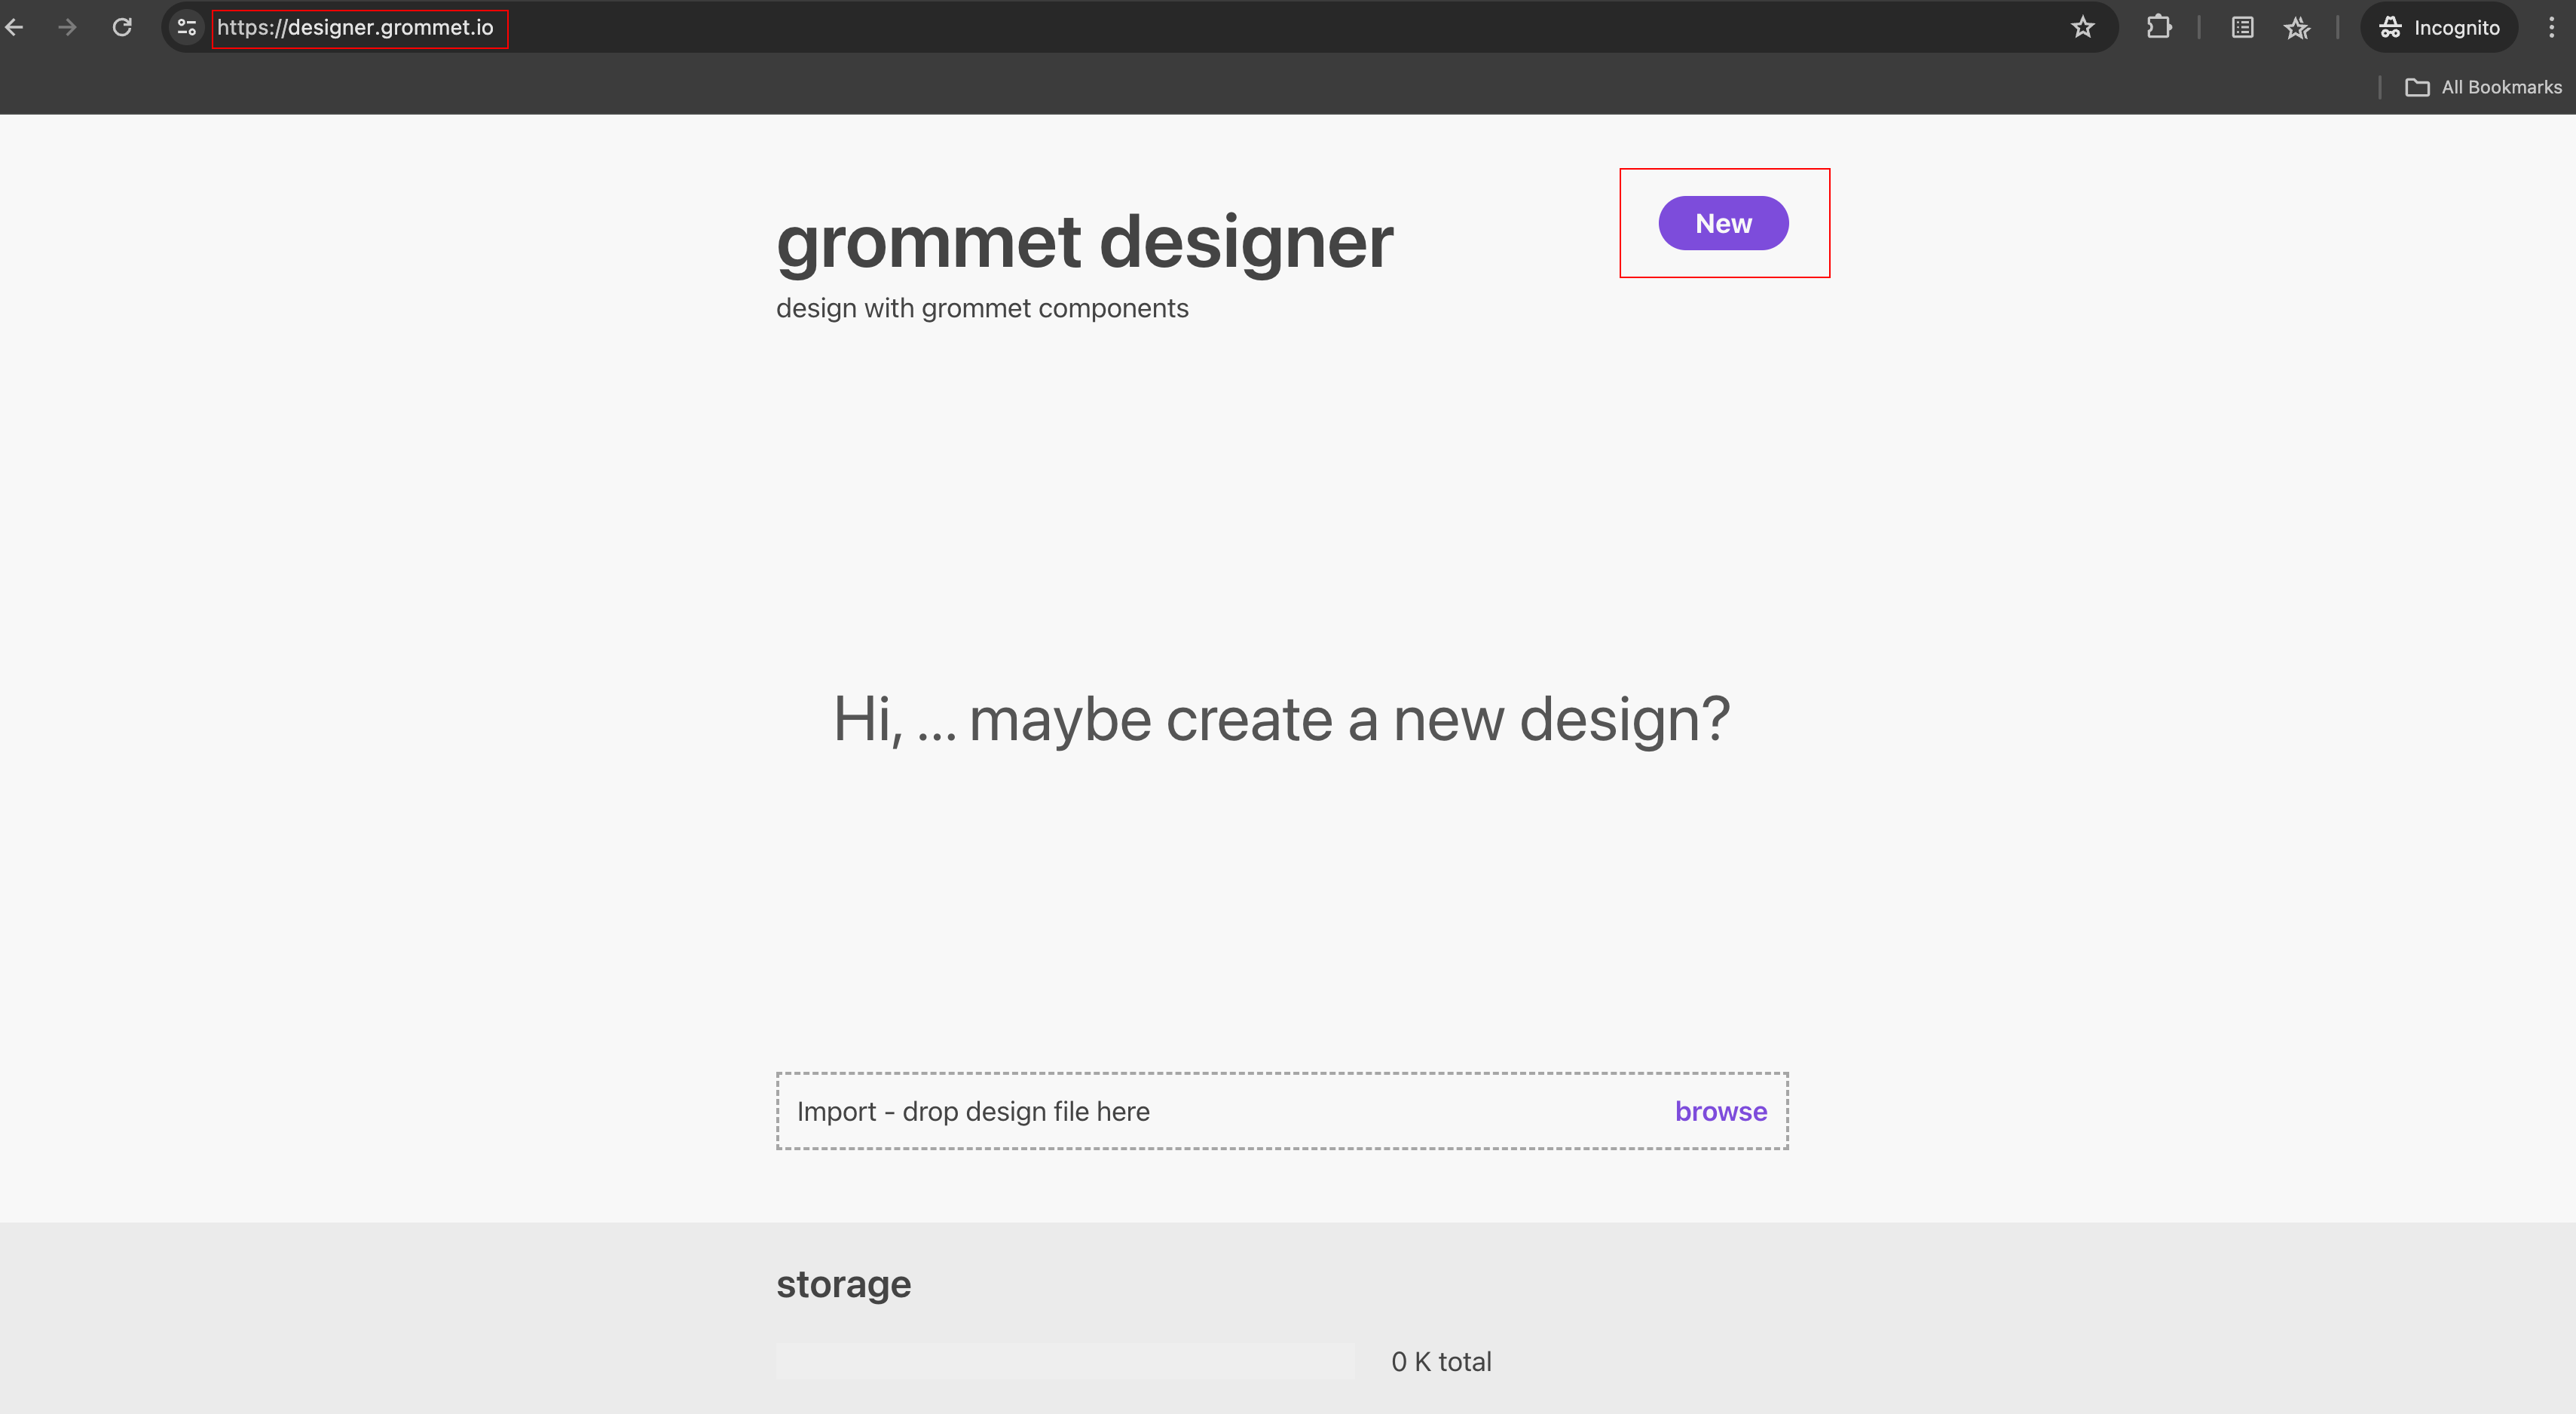 https://designer.grommet.io
Incognito
All Bookmarks
grommet designer
New
design with grommet components
Hi, ... maybe create a new design?
Import - drop design file here
browse
storage
0 K total